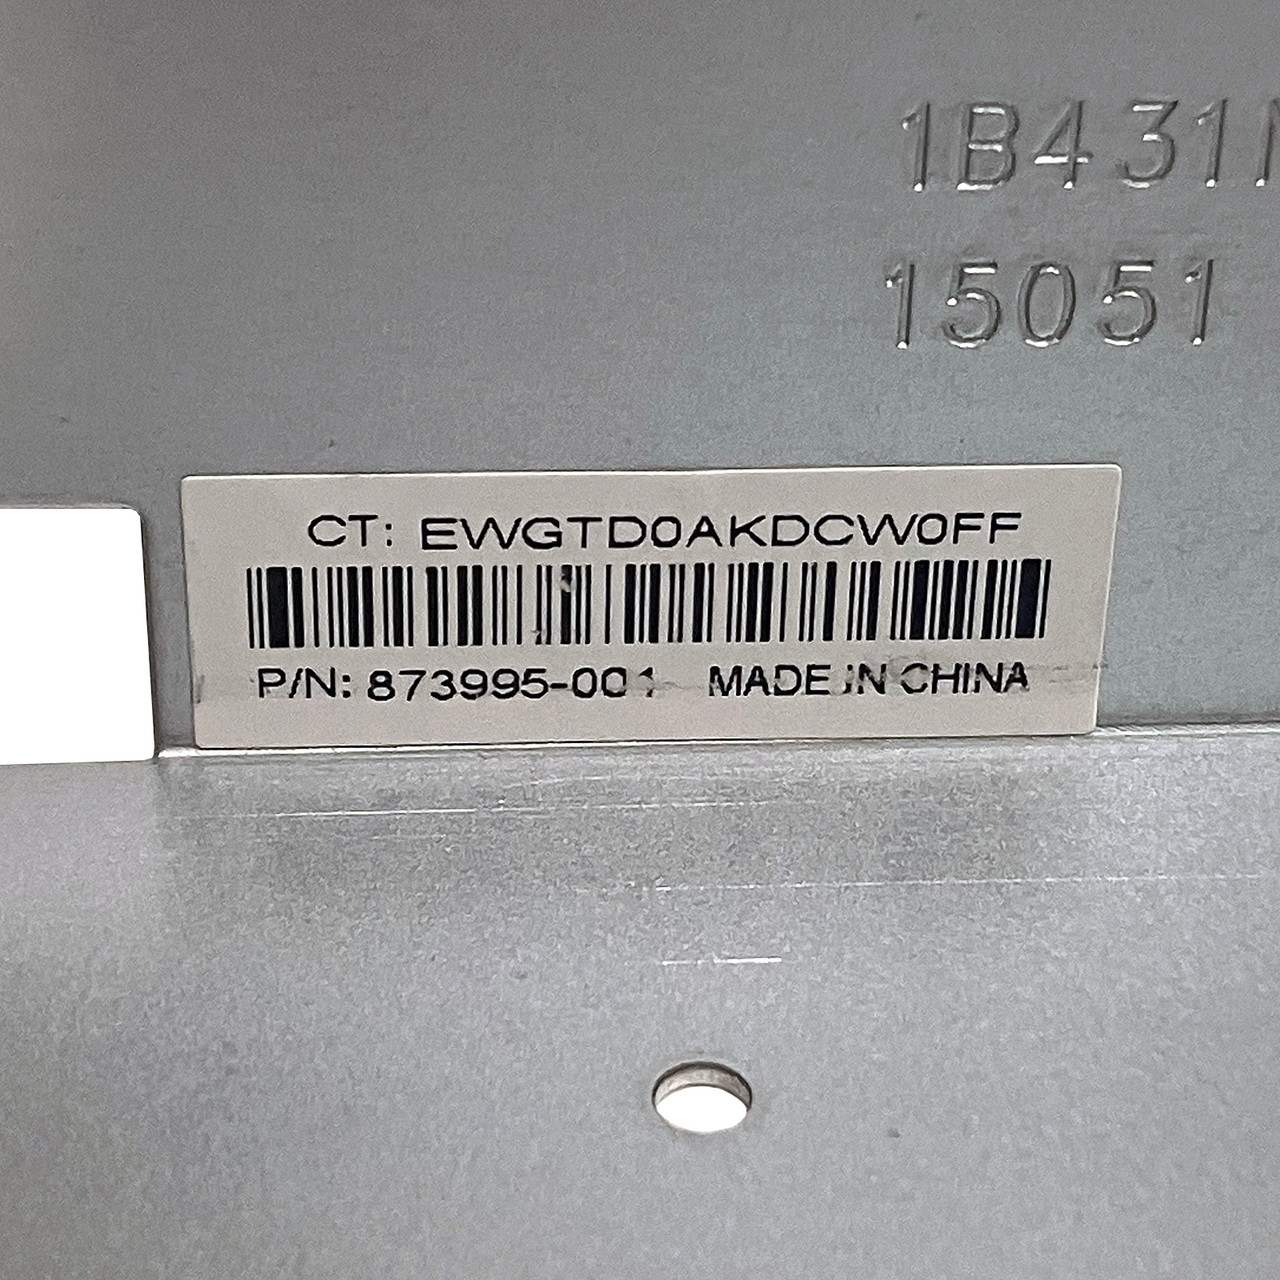 1B431
15051
CT: EWGTD0AKDCW0FF
P/N: 873995-001 MADE IN CHINA